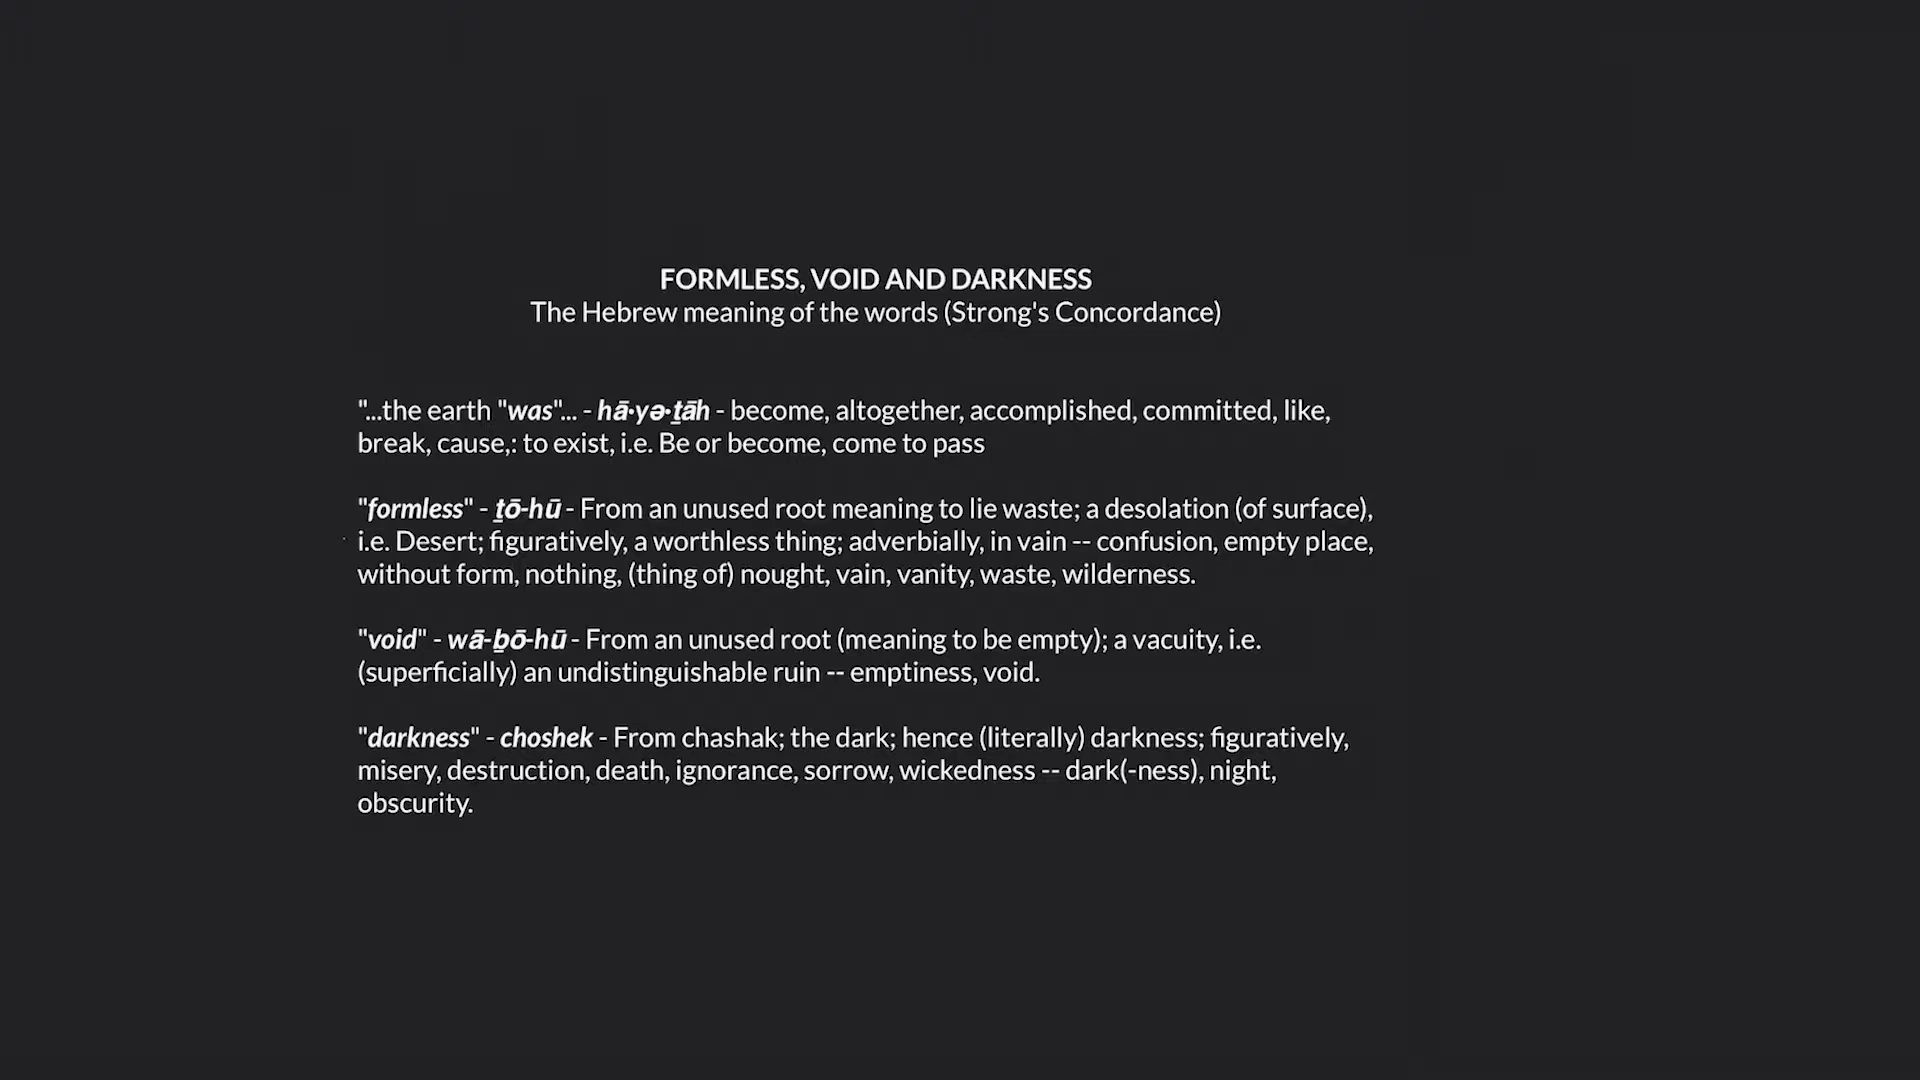 FORMLESS, VOID AND DARKNESS
The Hebrew meaning of the words (Strong's Concordance)
"...the earth "was"... - hā·yə·ṯāh - become, altogether, accomplished, committed, like,
break, cause,: to exist, i.e. Be or become, come to pass
"formless" - ṯō-hū - From an unused root meaning to lie waste; a desolation (of surface),
i.e. Desert; figuratively, a worthless thing; adverbially, in vain -- confusion, empty place,
without form, nothing, (thing of) nought, vain, vanity, waste, wilderness.
"void" - wā-ḇō-hū - From an unused root (meaning to be empty); a vacuity, i.e.
(superficially) an undistinguishable ruin -- emptiness, void.
"darkness" - choshek - From chashak; the dark; hence (literally) darkness; figuratively,
misery, destruction, death, ignorance, sorrow, wickedness -- dark(-ness), night,
obscurity.